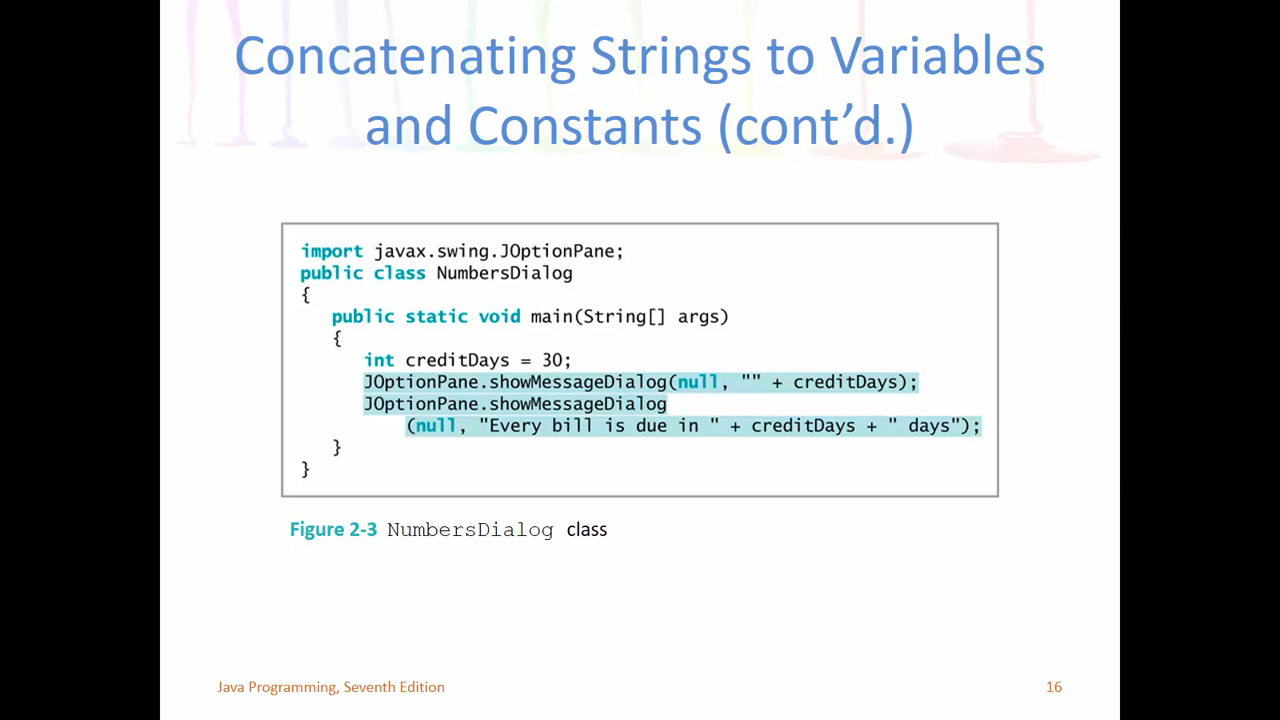 Concatenating Strings to Variables
and Constants (cont’d.)
import javax.swing.JOptionPane;
public class NumbersDialog
{
public static void main(String[] args)
{
int creditDays = 30;
JOptionPane.showMessageDialog(null, "" + creditDays);
JOptionPane.showMessageDialog
(null, "Every bill is due in " + creditDays + " days");
}
}
Figure 2-3 NumbersDialog class
Java Programming, Seventh Edition
16